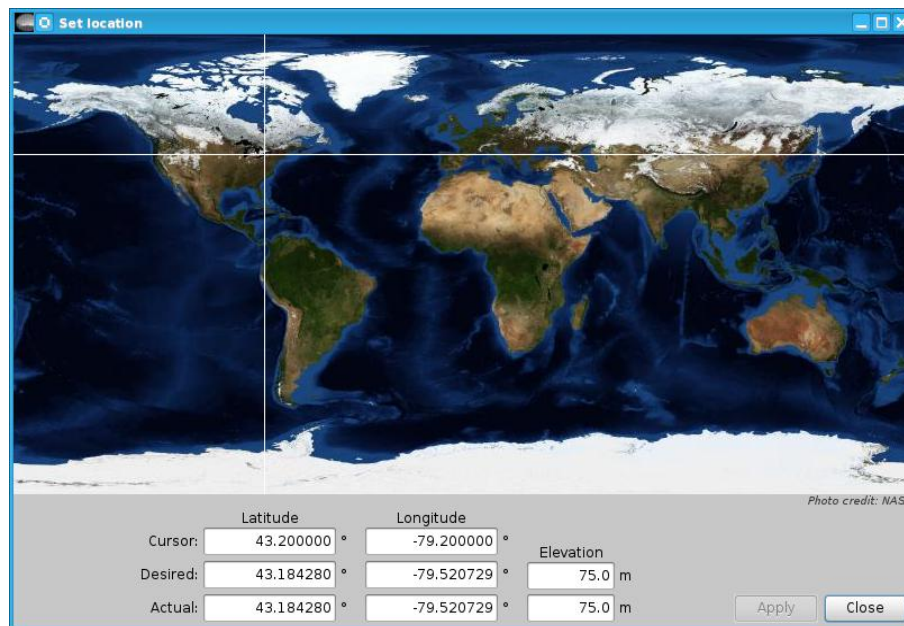 Set location
Photo credit: NAS
Latitude Longitude
Cursor: 43.200000 ° -79.200000 °
Elevation
Desired: 43.184280 ° -79.520729 ° 75.0 m
Actual: 43.184280 ° -79.520729 ° 75.0 m
Apply Close